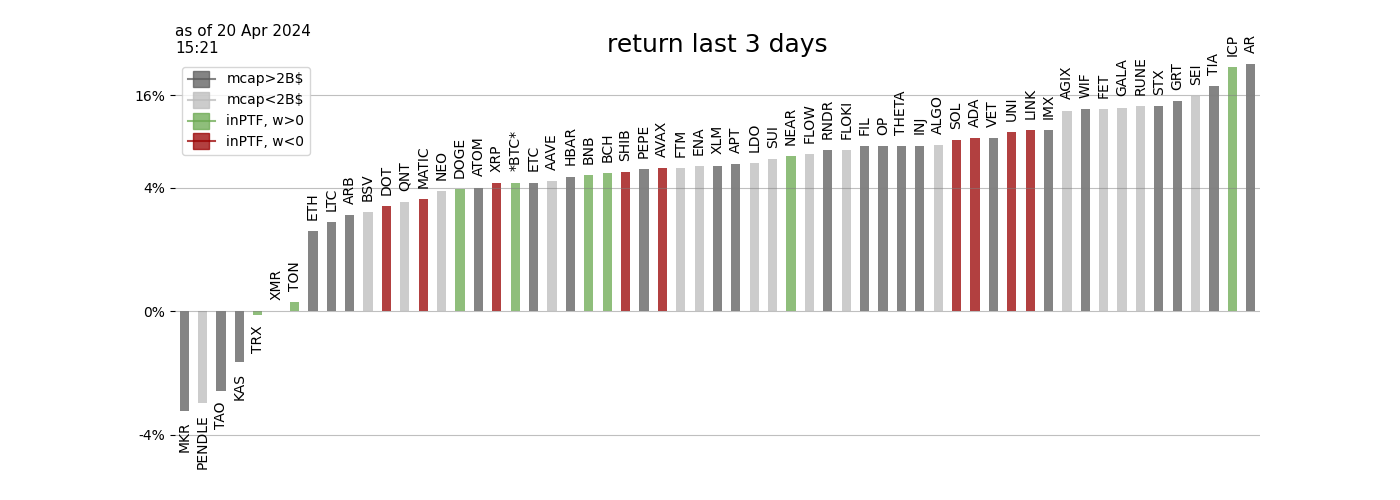 as of 20 Apr 2024
15:21
return last 3 days
mcap>2B$
mcap<2B$
inPTF, w>0
inPTF, w<0
16%
4%
0%
-4%
MKR
PENDLE
TAO
KAS
TRX
XMR
TON
ETH
LTC
ARB
BSV
DOT
QNT
MATIC
NEO
DOGE
ATOM
XRP
*BTC*
ETC
AAVE
HBAR
BNB
BCH
SHIB
PEPE
AVAX
FTM
ENA
XLM
APT
LDO
SUI
NEAR
FLOW
RNDR
FLOKI
FIL
OP
THETA
INJ
ALGO
SOL
ADA
VET
UNI
LINK
IMX
AGIX
WIF
FET
GALA
RUNE
STX
GRT
SEI
TIA
ICP
AR